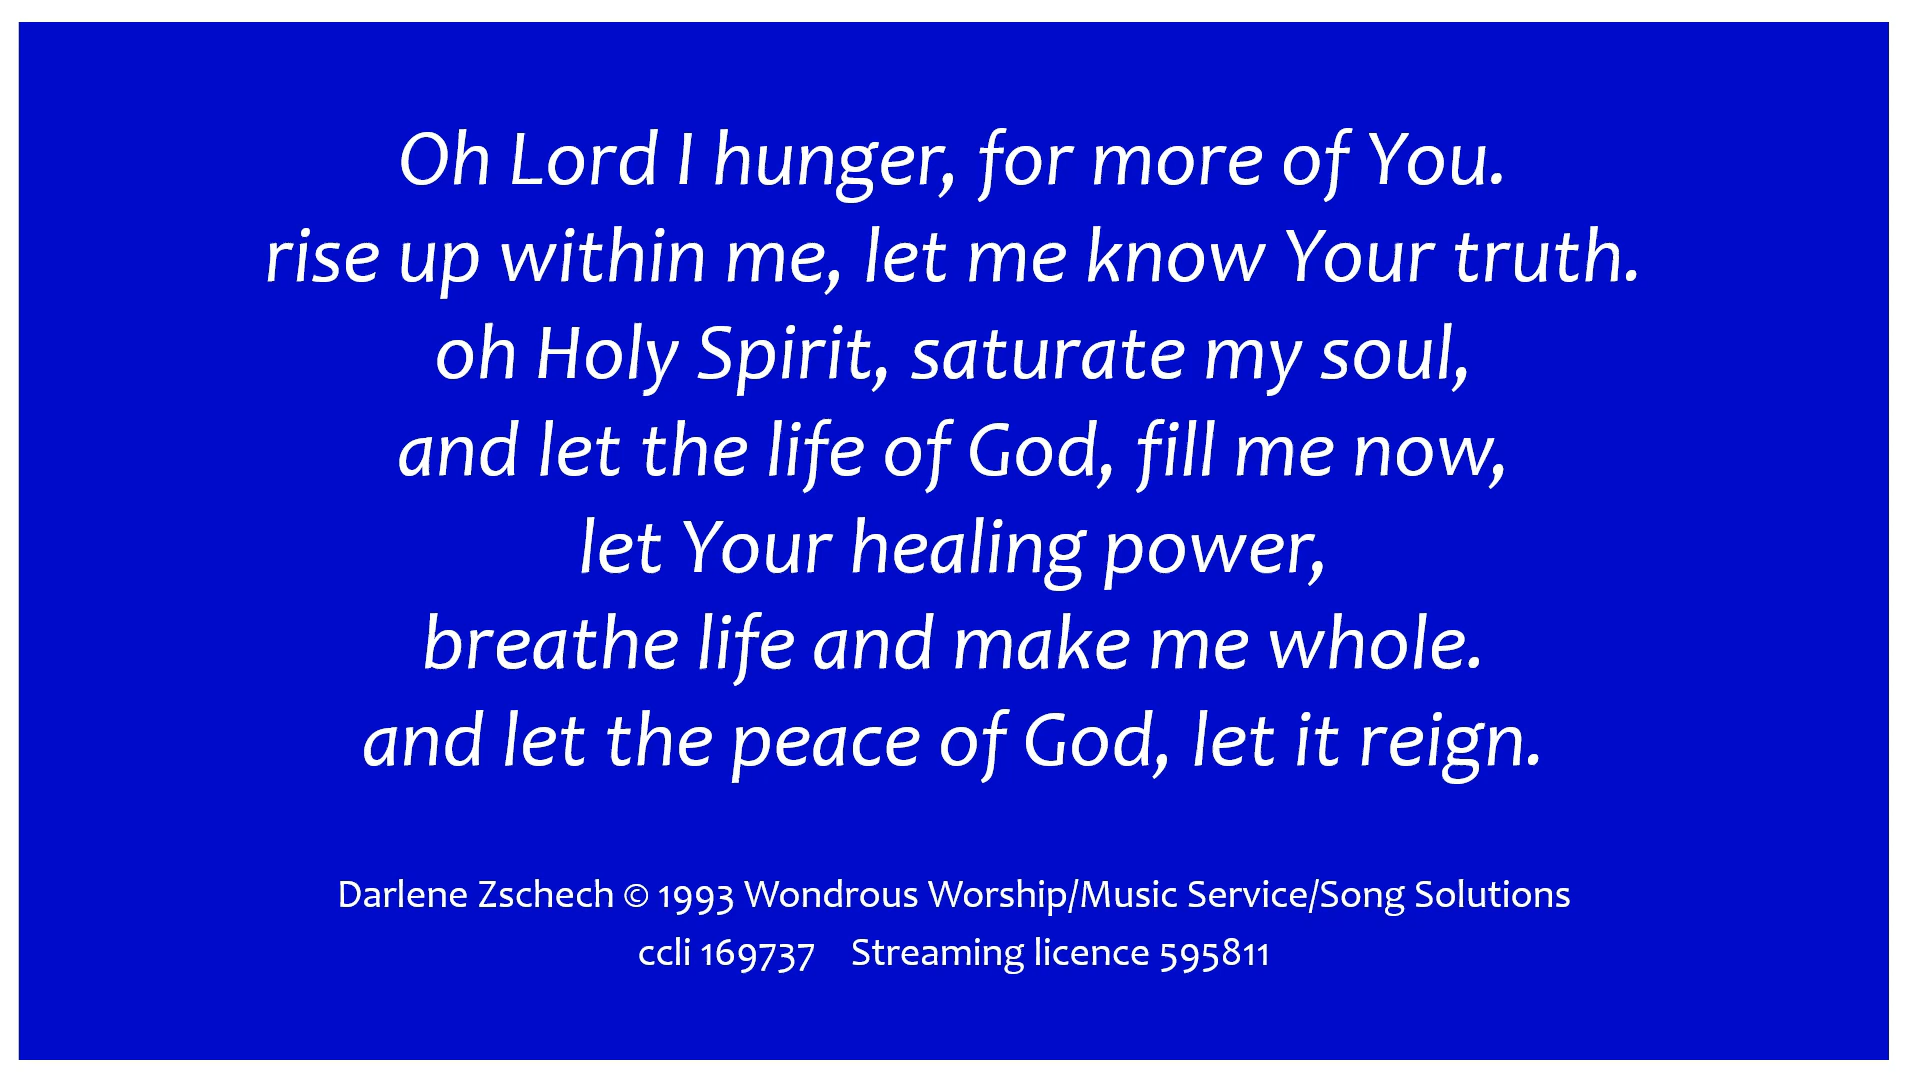 Oh Lord I hunger, for more of You.
rise up within me, let me know Your truth.
oh Holy Spirit, saturate my soul,
and let the life of God, fill me now,
let Your healing power,
breathe life and make me whole.
and let the peace of God, let it reign.
Darlene Zschech © 1993 Wondrous Worship/Music Service/Song Solutions
ccli 169737    Streaming licence 595811